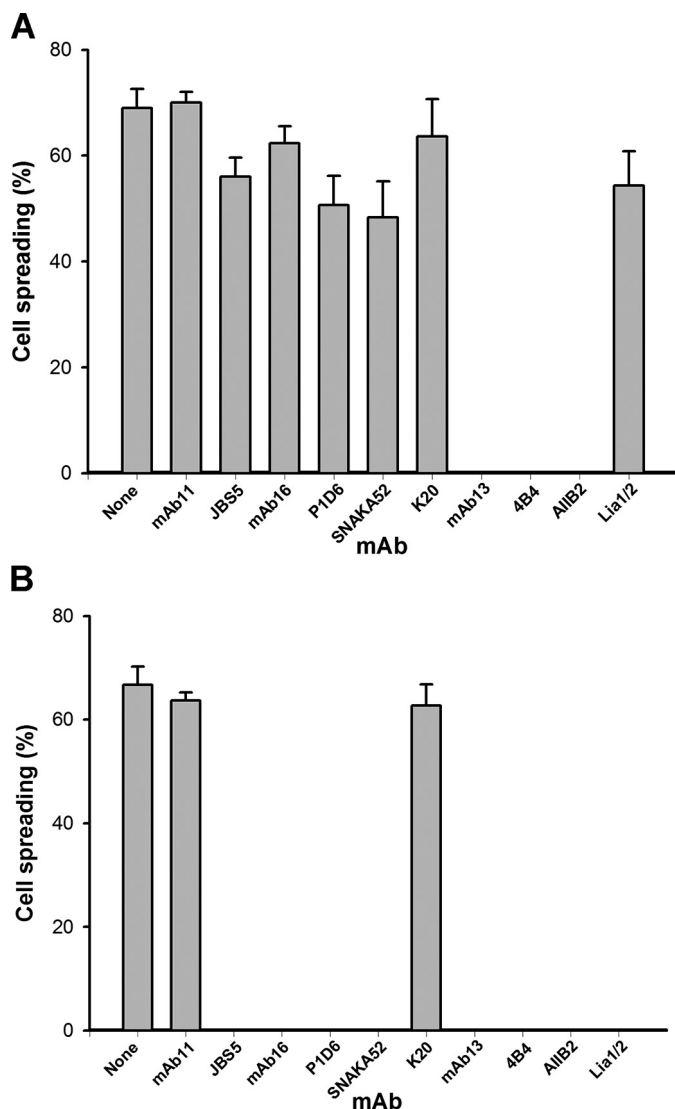 A
80
60
40
20
0
Cell spreading (%)
None
mAb11
JBS5
mAb16
P1D6
SNAKA52
K20
mAb13
4B4
AIIB2
Lia1/2
mAb
B
80
60
40
20
0
Cell spreading (%)
None
mAb11
JBS5
mAb16
P1D6
SNAKA52
K20
mAb13
4B4
AIIB2
Lia1/2
mAb